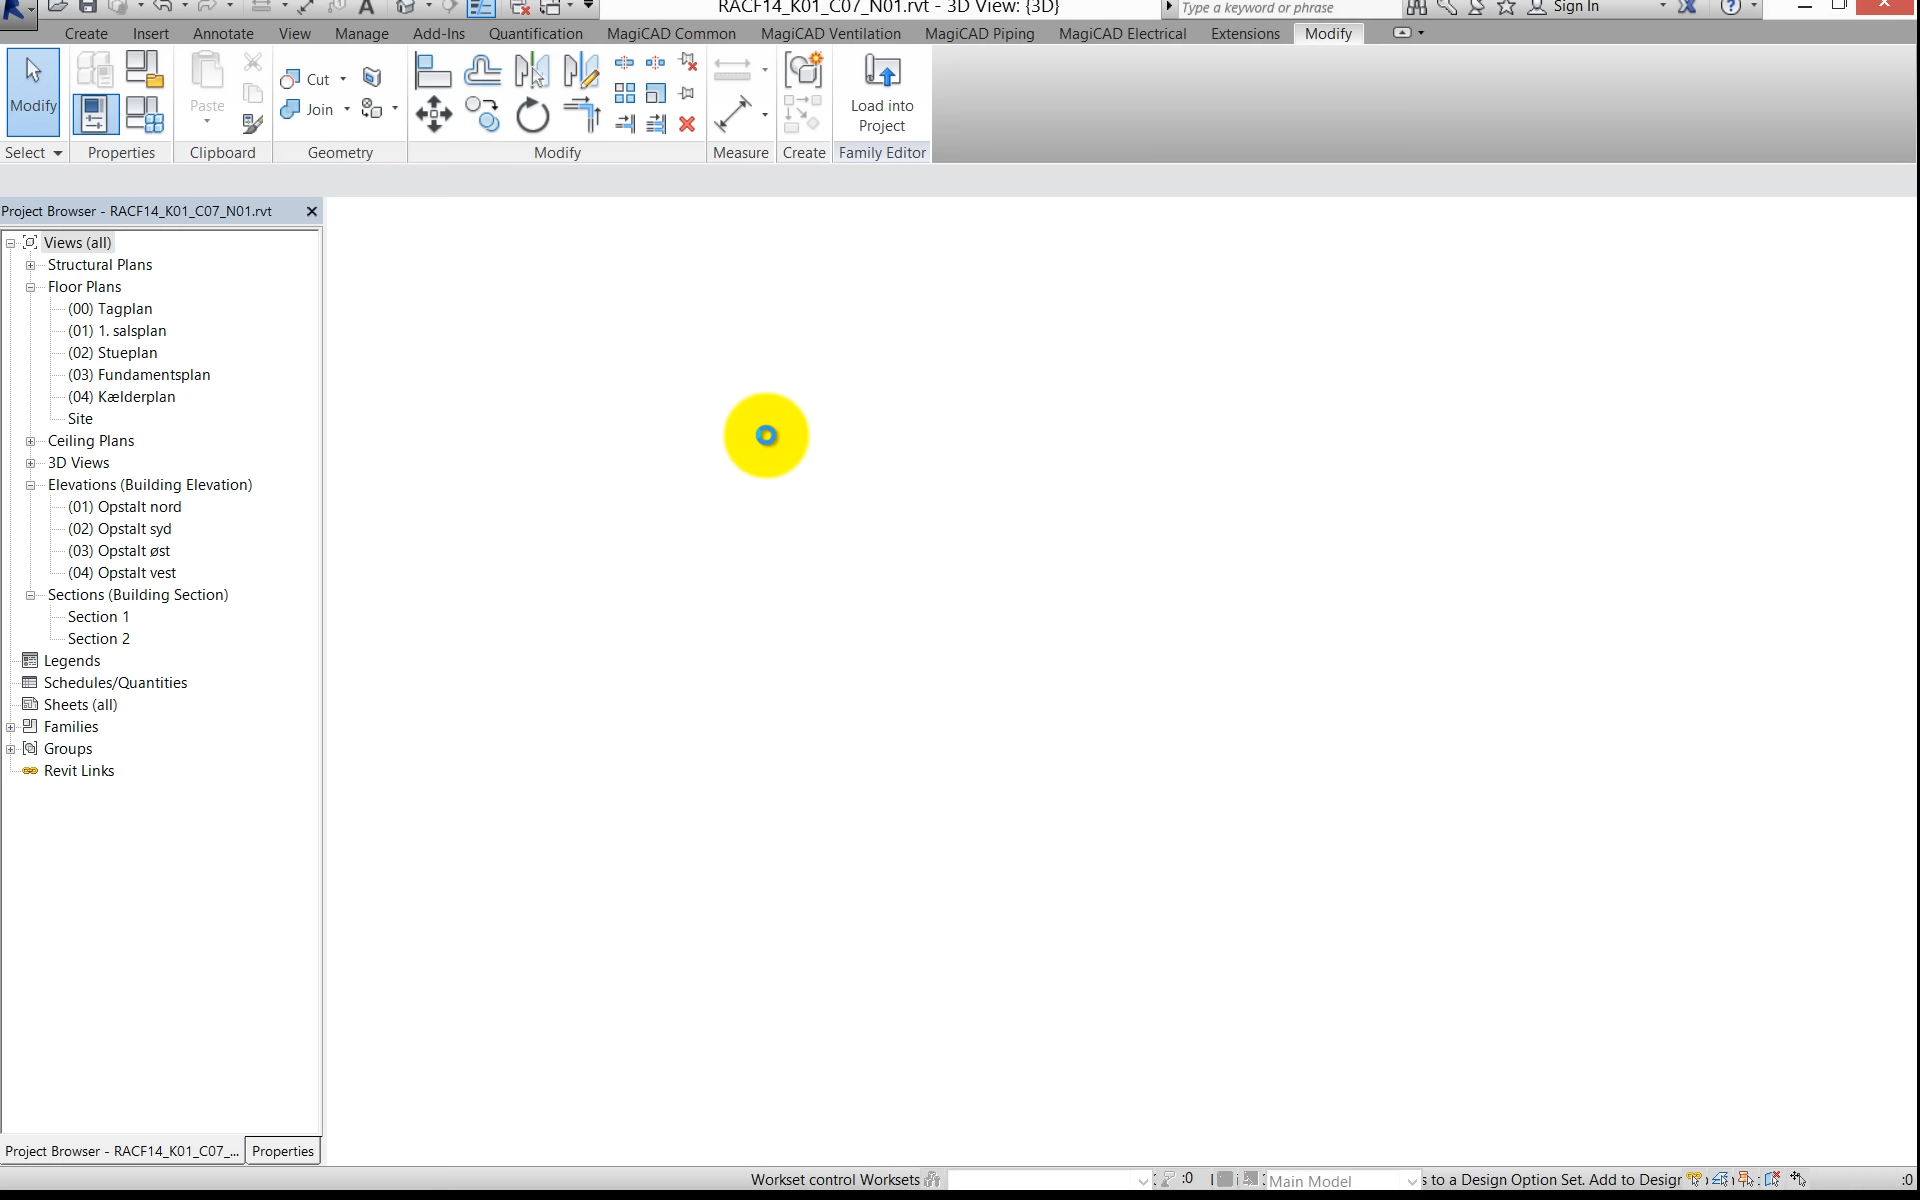 RACF14_K01_C07_N01.rvt - 3D View: {3D}
Type a keyword or phrase
Sign In
Create Insert Annotate View Manage Add-Ins Quantification MagiCAD Common MagiCAD Ventilation MagiCAD Piping MagiCAD Electrical Extensions Modify
Modify
Paste
Cut
Join
Load into
Project
Select Properties Clipboard Geometry Modify Measure Create Family Editor
Project Browser - RACF14_K01_C07_N01.rvt
Views (all)
Structural Plans
Floor Plans
(00) Tagplan
(01) 1. salsplan
(02) Stueplan
(03) Fundamentsplan
(04) Kælderplan
Site
Ceiling Plans
3D Views
Elevations (Building Elevation)
(01) Opstalt nord
(02) Opstalt syd
(03) Opstalt øst
(04) Opstalt vest
Sections (Building Section)
Section 1
Section 2
Legends
Schedules/Quantities
Sheets (all)
Families
Groups
Revit Links
Project Browser - RACF14_K01_C07_... Properties
Workset control Worksets :0 Main Model s to a Design Option Set. Add to Design :0